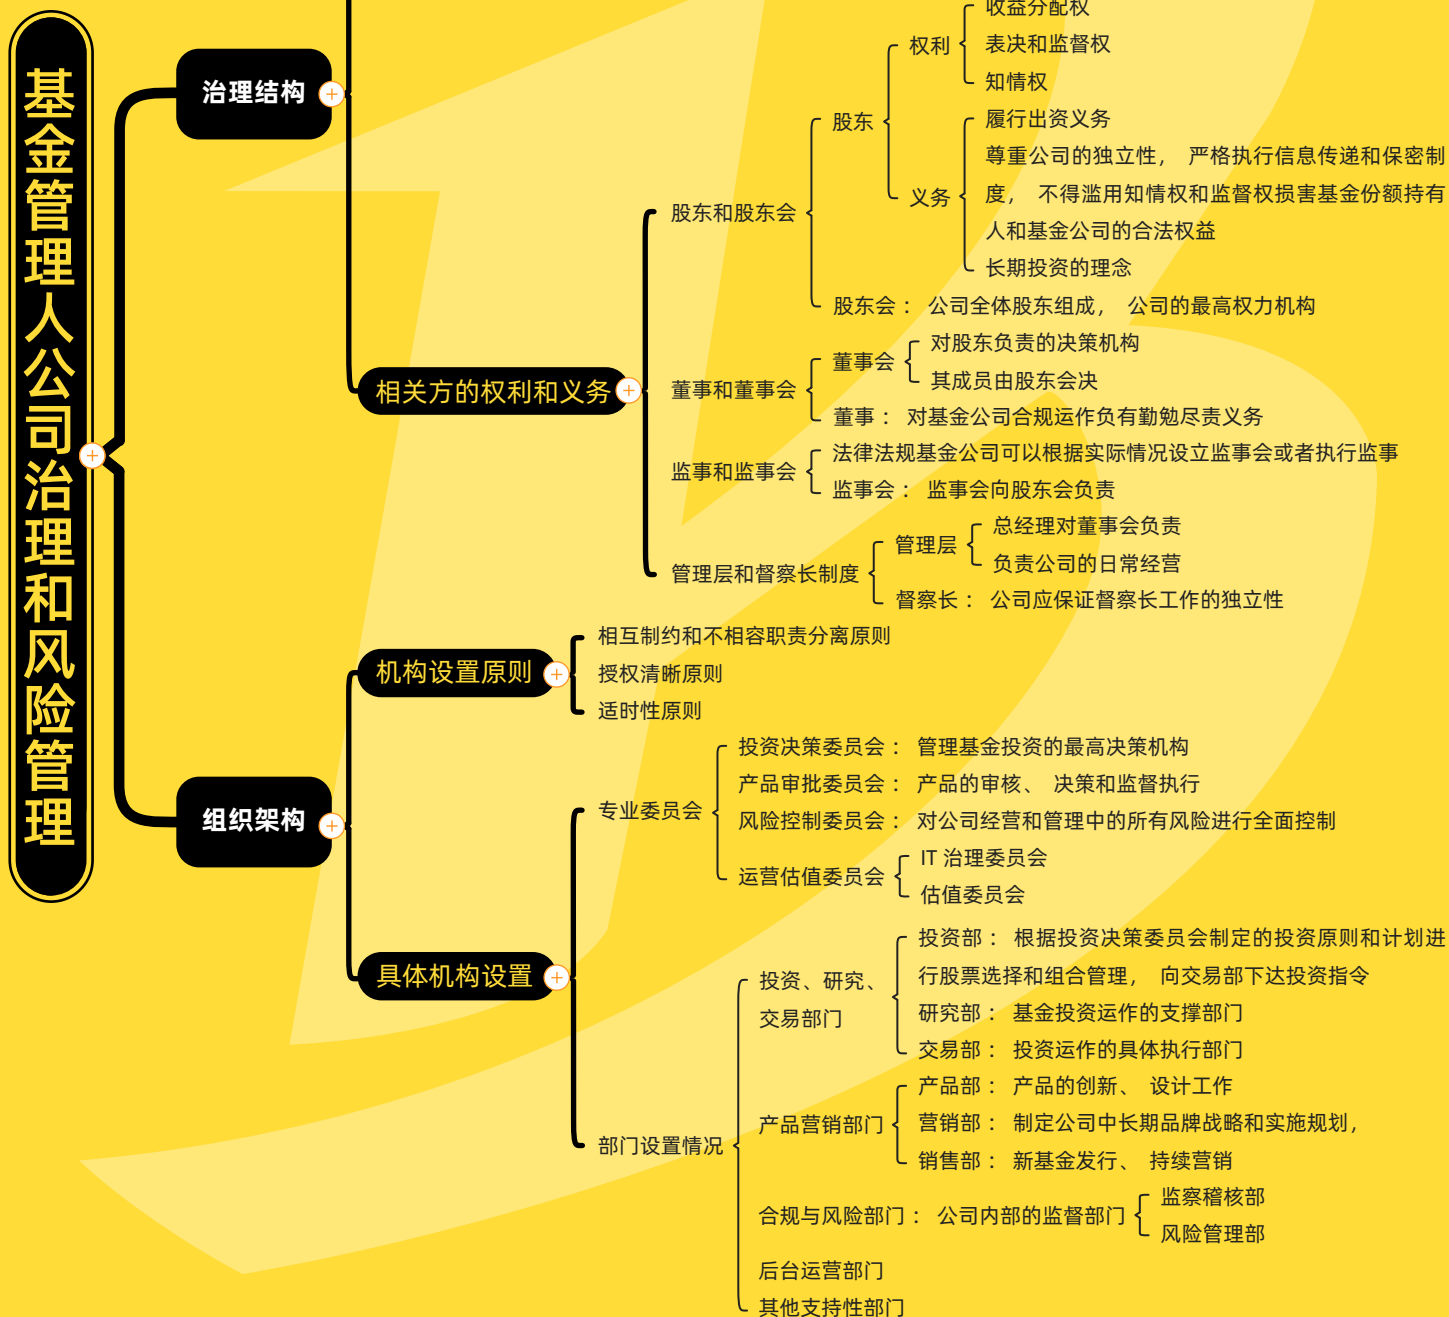 基金管理人公司治理和风险管理
治理结构
收益分配权
权利
表决和监督权
知情权
股东
履行出资义务
尊重公司的独立性， 严格执行信息传递和保密制
义务
度， 不得滥用知情权和监督权损害基金份额持有
人和基金公司的合法权益
长期投资的理念
股东和股东会
股东会： 公司全体股东组成， 公司的最高权力机构
相关方的权利和义务
董事和董事会
董事会
对股东负责的决策机构
其成员由股东会决
董事： 对基金公司合规运作负有勤勉尽责义务
监事和监事会
法律法规基金公司可以根据实际情况设立监事会或者执行监事
监事会： 监事会向股东会负责
管理层和督察长制度
管理层
总经理对董事会负责
负责公司的日常经营
督察长： 公司应保证督察长工作的独立性
组织架构
机构设置原则
相互制约和不相容职责分离原则
授权清晰原则
适时性原则
具体机构设置
专业委员会
投资决策委员会： 管理基金投资的最高决策机构
产品审批委员会： 产品的审核、 决策和监督执行
风险控制委员会： 对公司经营和管理中的所有风险进行全面控制
运营估值委员会
IT 治理委员会
估值委员会
部门设置情况
投资、研究、
交易部门
投资部： 根据投资决策委员会制定的投资原则和计划进
行股票选择和组合管理， 向交易部下达投资指令
研究部： 基金投资运作的支撑部门
交易部： 投资运作的具体执行部门
产品营销部门
产品部： 产品的创新、 设计工作
营销部： 制定公司中长期品牌战略和实施规划，
销售部： 新基金发行、 持续营销
合规与风险部门： 公司内部的监督部门
监察稽核部
风险管理部
后台运营部门
其他支持性部门